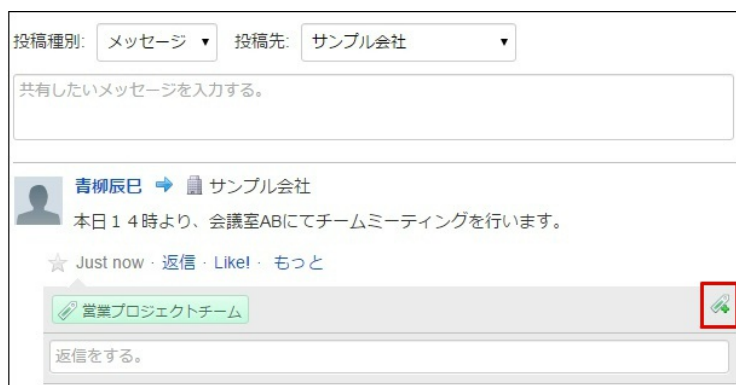 投稿種別: メッセージ 投稿先: サンプル会社
共有したいメッセージを入力する。
青柳辰巳 サンプル会社
本日１４時より、会議室ABにてチームミーティングを行います。
Just now · 返信 · Like! · もっと
営業プロジェクトチーム
返信をする。